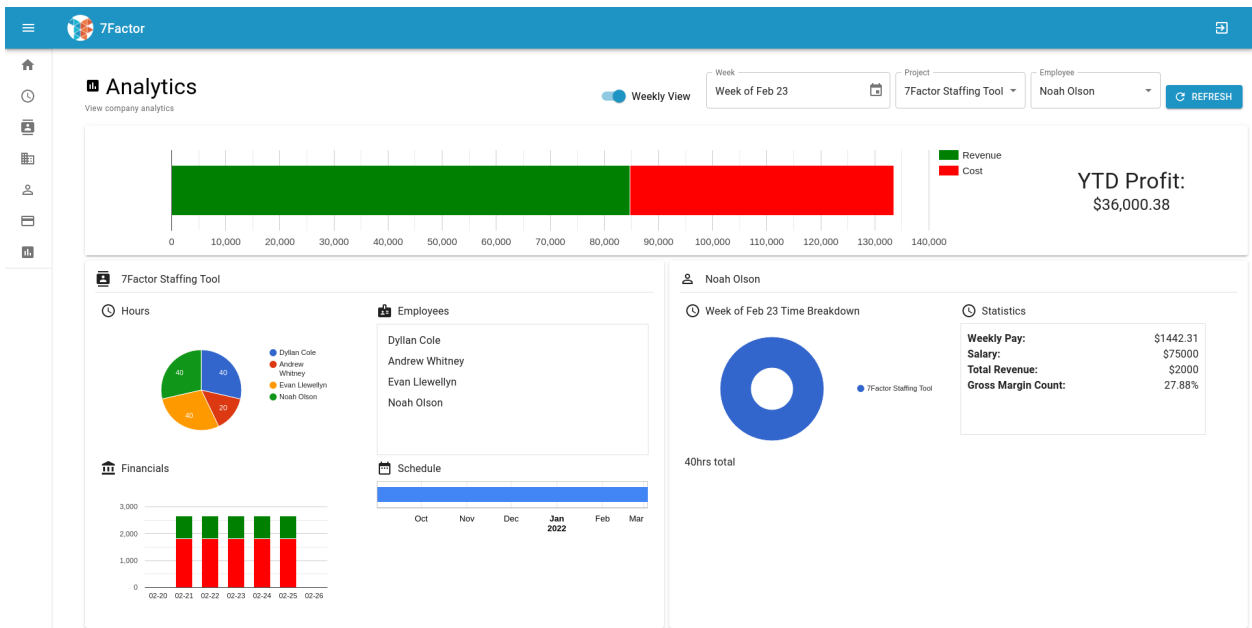 7Factor
Analytics
View company analytics
Weekly View
Week
Week of Feb 23
Project
7Factor Staffing Tool
Employee
Noah Olson
REFRESH
Revenue
Cost
0 10,000 20,000 30,000 40,000 50,000 60,000 70,000 80,000 90,000 100,000 110,000 120,000 130,000 140,000
YTD Profit:
$36,000.38
7Factor Staffing Tool
Hours
40 40
40 20
Dyllan Cole
Andrew
Whitney
Evan Llewellyn
Noah Olson
Employees
Dyllan Cole
Andrew Whitney
Evan Llewellyn
Noah Olson
Financials
3,000
2,000
1,000
0
02-20 02-21 02-22 02-23 02-24 02-25 02-26
Schedule
Oct Nov Dec Jan Feb Mar
2022
Noah Olson
Week of Feb 23 Time Breakdown
7Factor Staffing Tool
40hrs total
Statistics
Weekly Pay: $1442.31
Salary: $75000
Total Revenue: $2000
Gross Margin Count: 27.88%